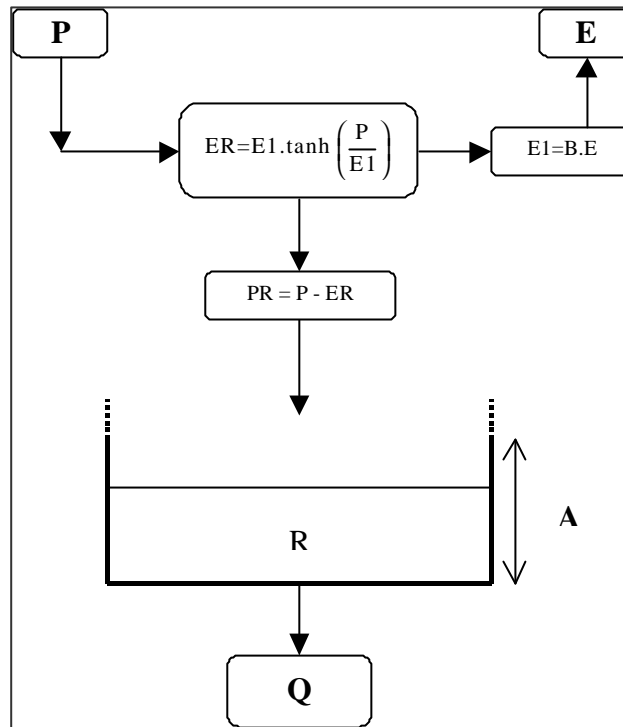 P
E
ER=E1.tanh(P/E1)
E1=B.E
PR = P - ER
A
R
Q